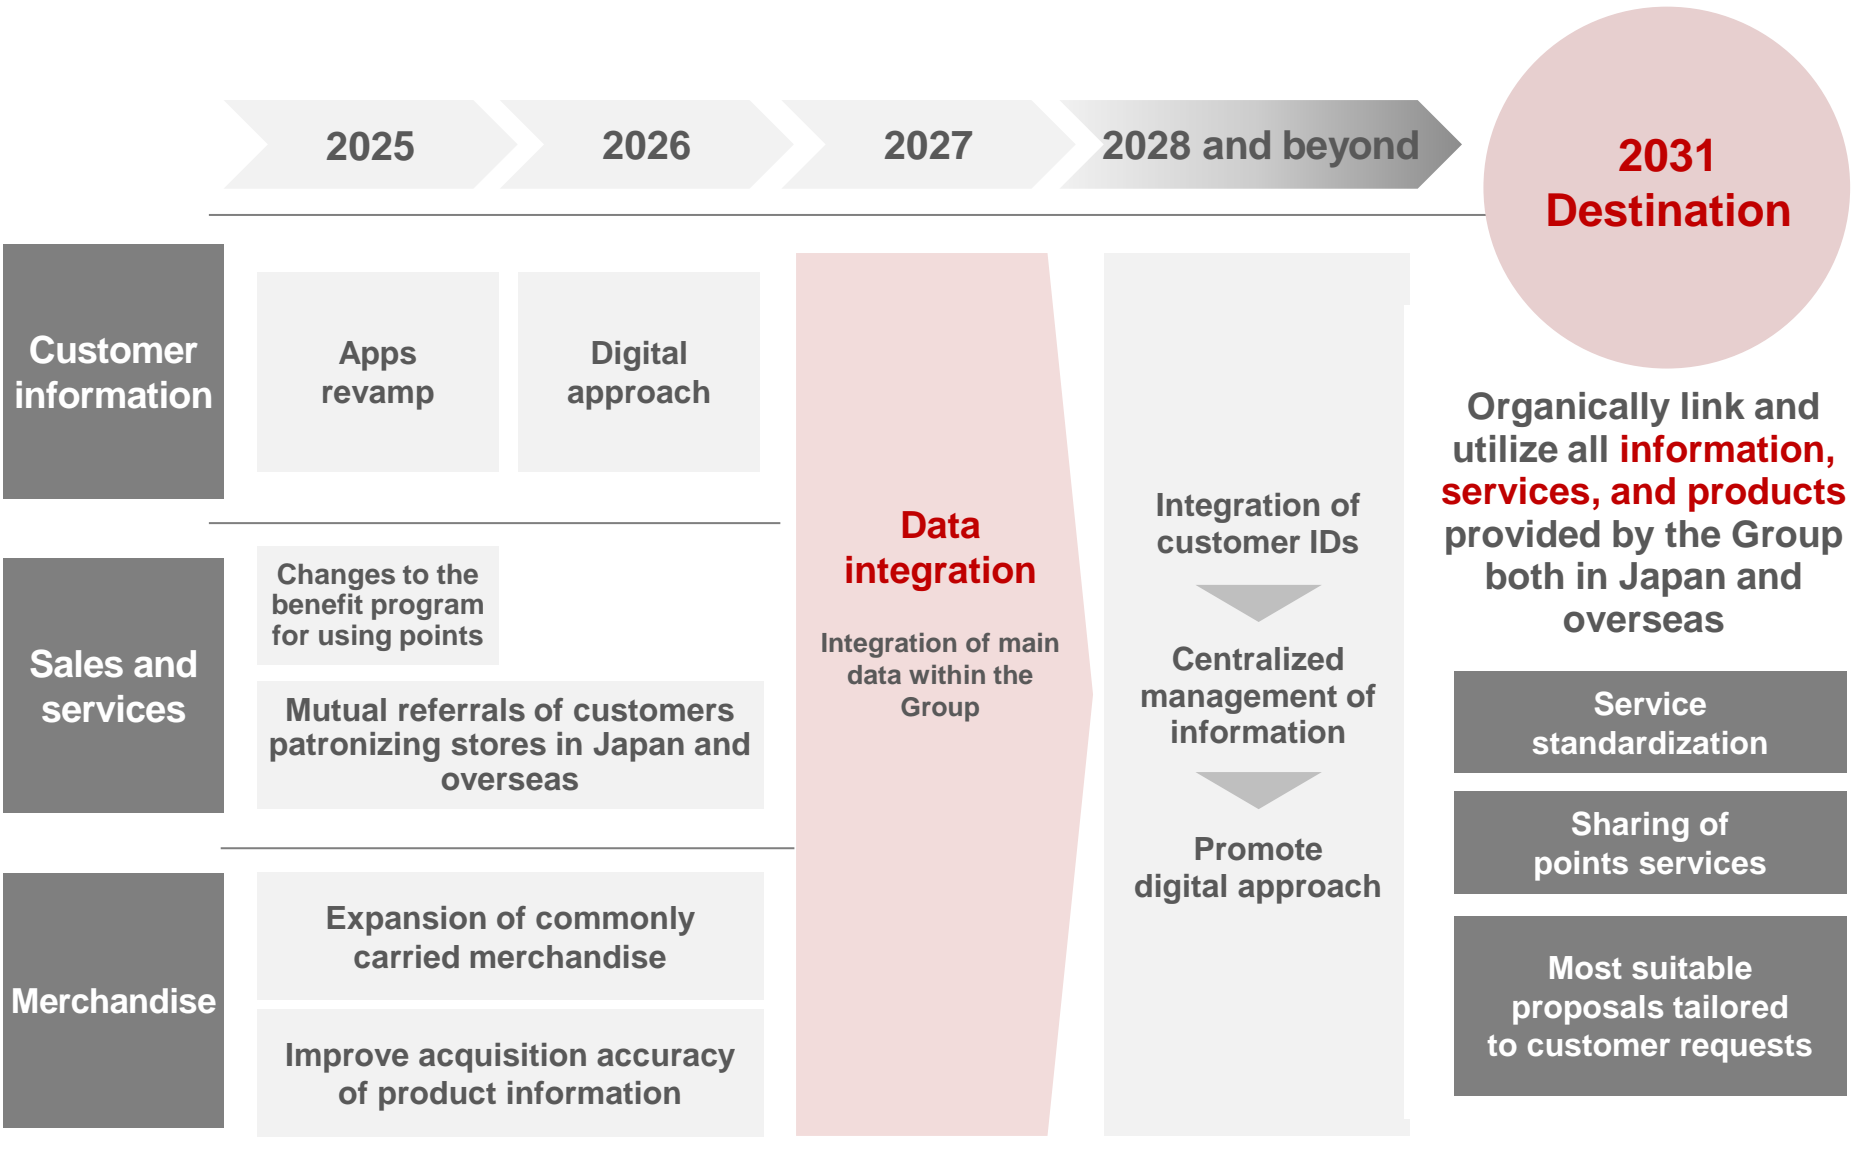 2025
2026
2027
2028 and beyond
2031
Destination
Customer
information
Apps
revamp
Digital
approach
Sales and
services
Changes to the
benefit program
for using points
Mutual referrals of customers
patronizing stores in Japan and
overseas
Merchandise
Expansion of commonly
carried merchandise
Improve acquisition accuracy
of product information
Data
integration
Integration of main
data within the
Group
Integration of
customer IDs
Centralized
management of
information
Promote
digital approach
Organically link and
utilize all information,
services, and products
provided by the Group
both in Japan and
overseas
Service
standardization
Sharing of
points services
Most suitable
proposals tailored
to customer requests